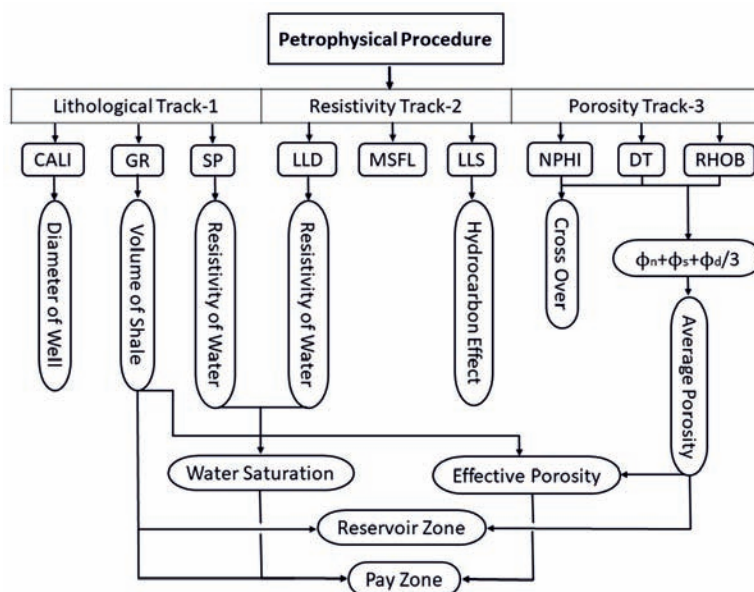 Petrophysical Procedure
Lithological Track-1
Resistivity Track-2
Porosity Track-3
CALI
GR
SP
LLD
MSFL
LLS
NPHI
DT
RHOB
Diameter of Well
Volume of Shale
Resistivity of Water
Resistivity of Water
Hydrocarbon Effect
Cross Over
ϕn+ϕs+ϕd/3
Average Porosity
Water Saturation
Effective Porosity
Reservoir Zone
Pay Zone